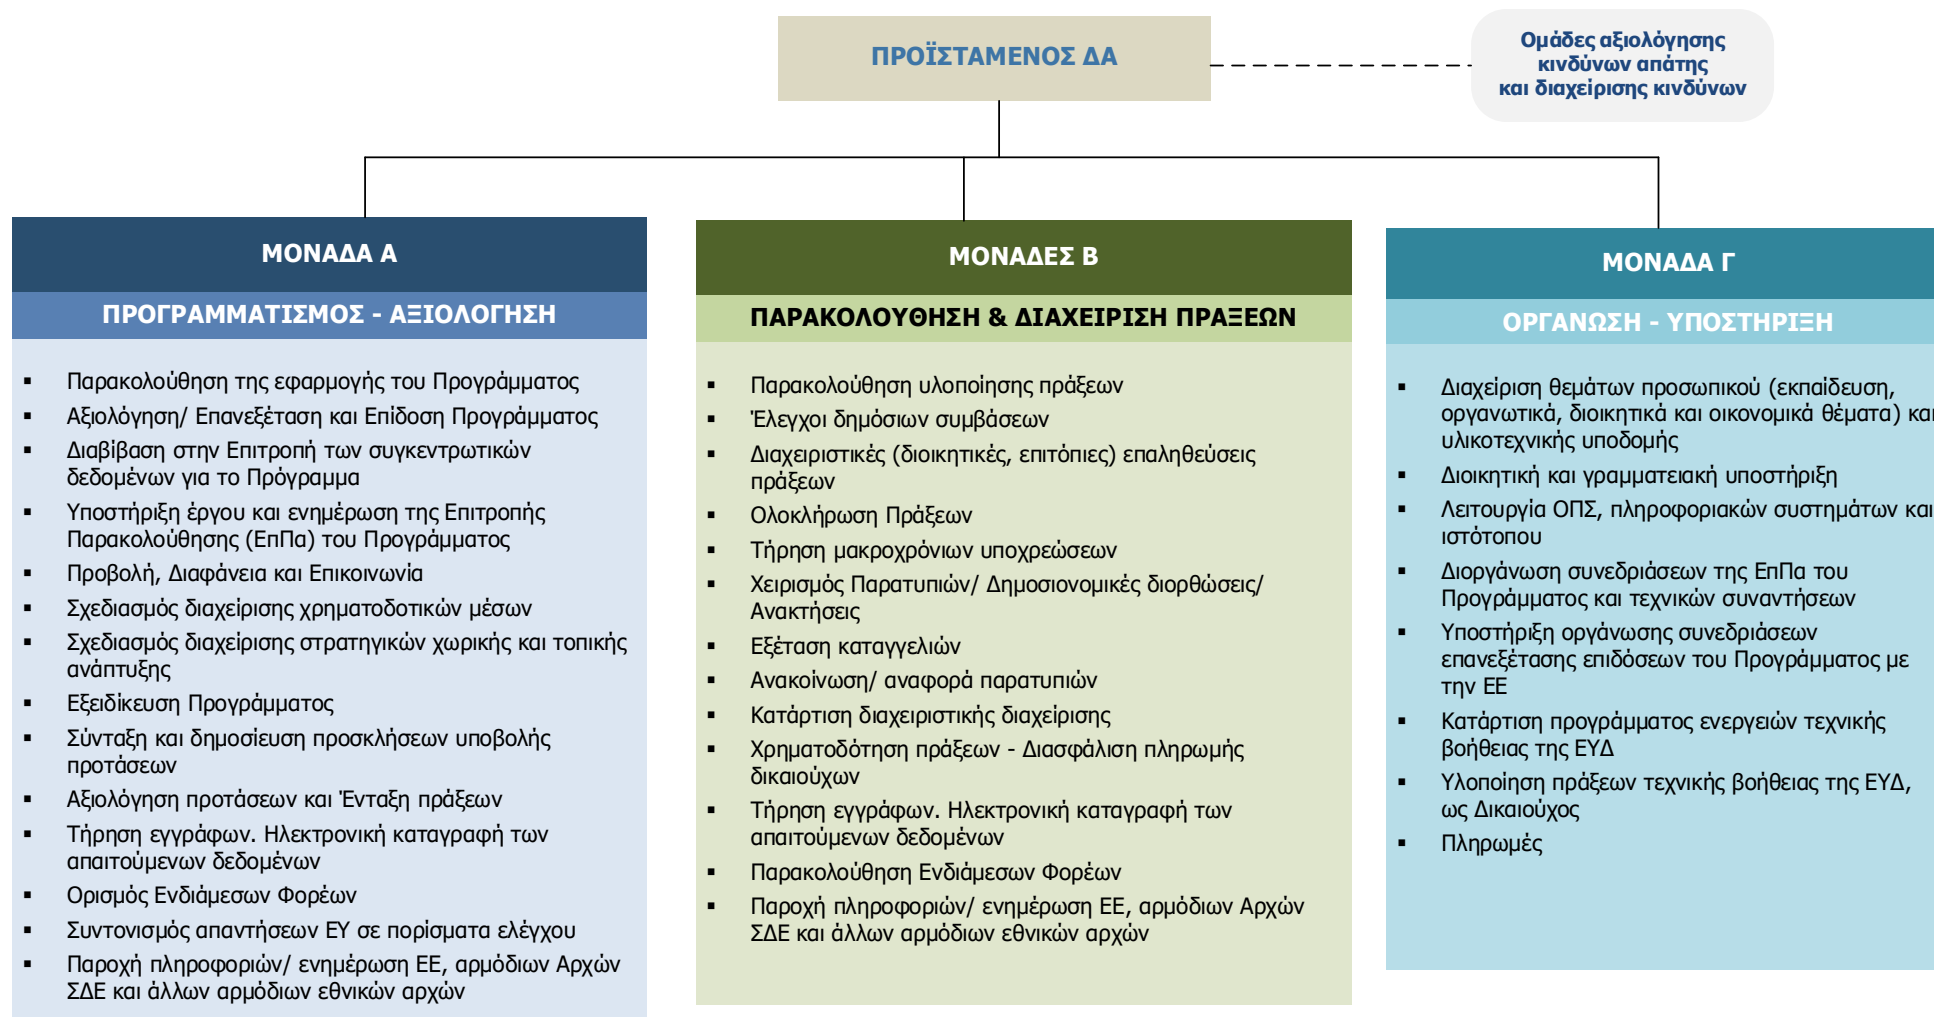 ΠΡΟΪΣΤΑΜΕΝΟΣ ΔΑ
Ομάδες αξιολόγησης
κινδύνων απάτης
και διαχείρισης κινδύνων
ΜΟΝΑΔΑ Α
ΠΡΟΓΡΑΜΜΑΤΙΣΜΟΣ - ΑΞΙΟΛΟΓΗΣΗ
▪ Παρακολούθηση της εφαρμογής του Προγράμματος
▪ Αξιολόγηση/ Επανεξέταση και Επίδοση Προγράμματος
▪ Διαβίβαση στην Επιτροπή των συγκεντρωτικών
δεδομένων για το Πρόγραμμα
▪ Υποστήριξη έργου και ενημέρωση της Επιτροπής
Παρακολούθησης (ΕπΠα) του Προγράμματος
▪ Προβολή, Διαφάνεια και Επικοινωνία
▪ Σχεδιασμός διαχείρισης χρηματοδοτικών μέσων
▪ Σχεδιασμός διαχείρισης στρατηγικών χωρικής και τοπικής
ανάπτυξης
▪ Εξειδίκευση Προγράμματος
▪ Σύνταξη και δημοσίευση προσκλήσεων υποβολής
προτάσεων
▪ Αξιολόγηση προτάσεων και Ένταξη πράξεων
▪ Τήρηση εγγράφων. Ηλεκτρονική καταγραφή των
απαιτούμενων δεδομένων
▪ Ορισμός Ενδιάμεσων Φορέων
▪ Συντονισμός απαντήσεων ΕΥ σε πορίσματα ελέγχου
▪ Παροχή πληροφοριών/ ενημέρωση ΕΕ, αρμόδιων Αρχών
ΣΔΕ και άλλων αρμόδιων εθνικών αρχών
ΜΟΝΑΔΕΣ Β
ΠΑΡΑΚΟΛΟΥΘΗΣΗ & ΔΙΑΧΕΙΡΙΣΗ ΠΡΑΞΕΩΝ
▪ Παρακολούθηση υλοποίησης πράξεων
▪ Έλεγχοι δημόσιων συμβάσεων
▪ Διαχειριστικές (διοικητικές, επιτόπιες) επαληθεύσεις
πράξεων
▪ Ολοκλήρωση Πράξεων
▪ Τήρηση μακροχρόνιων υποχρεώσεων
▪ Χειρισμός Παρατυπιών/ Δημοσιονομικές διορθώσεις/
Ανακτήσεις
▪ Εξέταση καταγγελιών
▪ Ανακοίνωση/ αναφορά παρατυπιών
▪ Κατάρτιση διαχειριστικής διαχείρισης
▪ Χρηματοδότηση πράξεων - Διασφάλιση πληρωμής
δικαιούχων
▪ Τήρηση εγγράφων. Ηλεκτρονική καταγραφή των
απαιτούμενων δεδομένων
▪ Παρακολούθηση Ενδιάμεσων Φορέων
▪ Παροχή πληροφοριών/ ενημέρωση ΕΕ, αρμόδιων Αρχών
ΣΔΕ και άλλων αρμόδιων εθνικών αρχών
ΜΟΝΑΔΑ Γ
ΟΡΓΑΝΩΣΗ - ΥΠΟΣΤΗΡΙΞΗ
▪ Διαχείριση θεμάτων προσωπικού (εκπαίδευση,
οργανωτικά, διοικητικά και οικονομικά θέματα) και
υλικοτεχνικής υποδομής
▪ Διοικητική και γραμματειακή υποστήριξη
▪ Λειτουργία ΟΠΣ, πληροφοριακών συστημάτων και
ιστότοπου
▪ Διοργάνωση συνεδριάσεων της ΕπΠα του
Προγράμματος και τεχνικών συναντήσεων
▪ Υποστήριξη οργάνωσης συνεδριάσεων
επανεξέτασης επιδόσεων του Προγράμματος με
την ΕΕ
▪ Κατάρτιση προγράμματος ενεργειών τεχνικής
βοήθειας της ΕΥΔ
▪ Υλοποίηση πράξεων τεχνικής βοήθειας της ΕΥΔ,
ως Δικαιούχος
▪ Πληρωμές